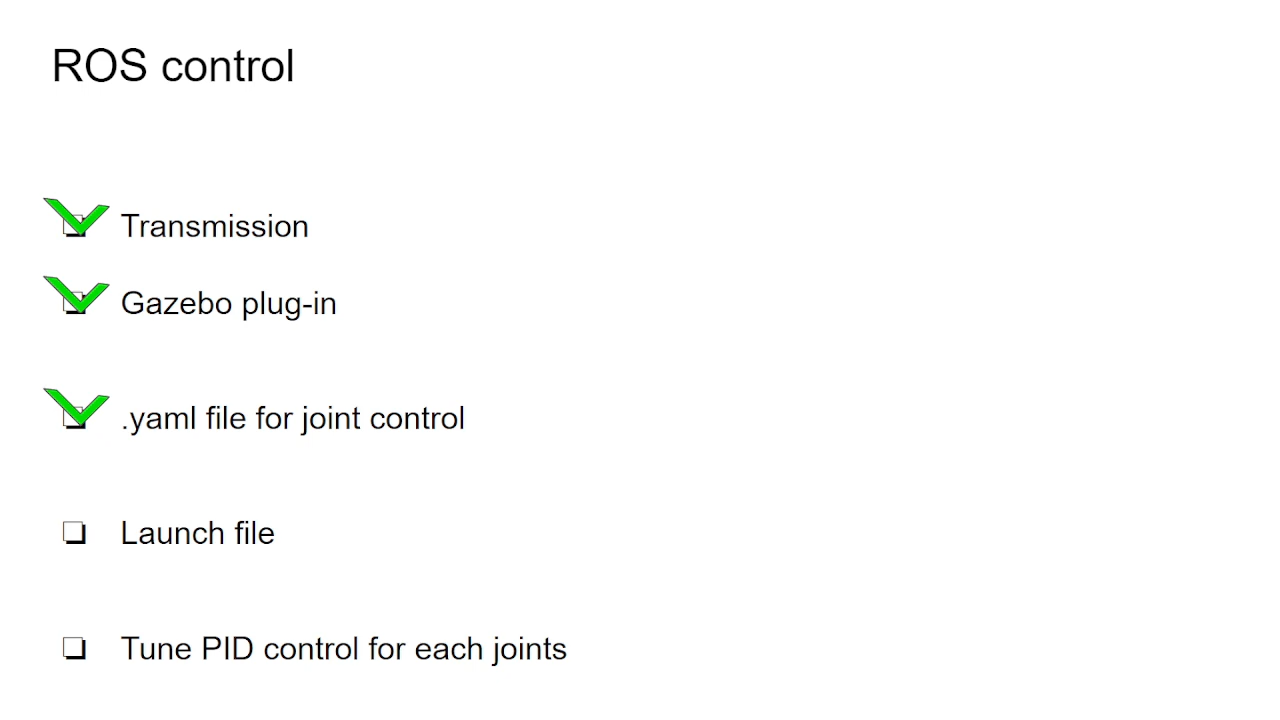 ROS control
Transmission
Gazebo plug-in
.yaml file for joint control
Launch file
Tune PID control for each joints